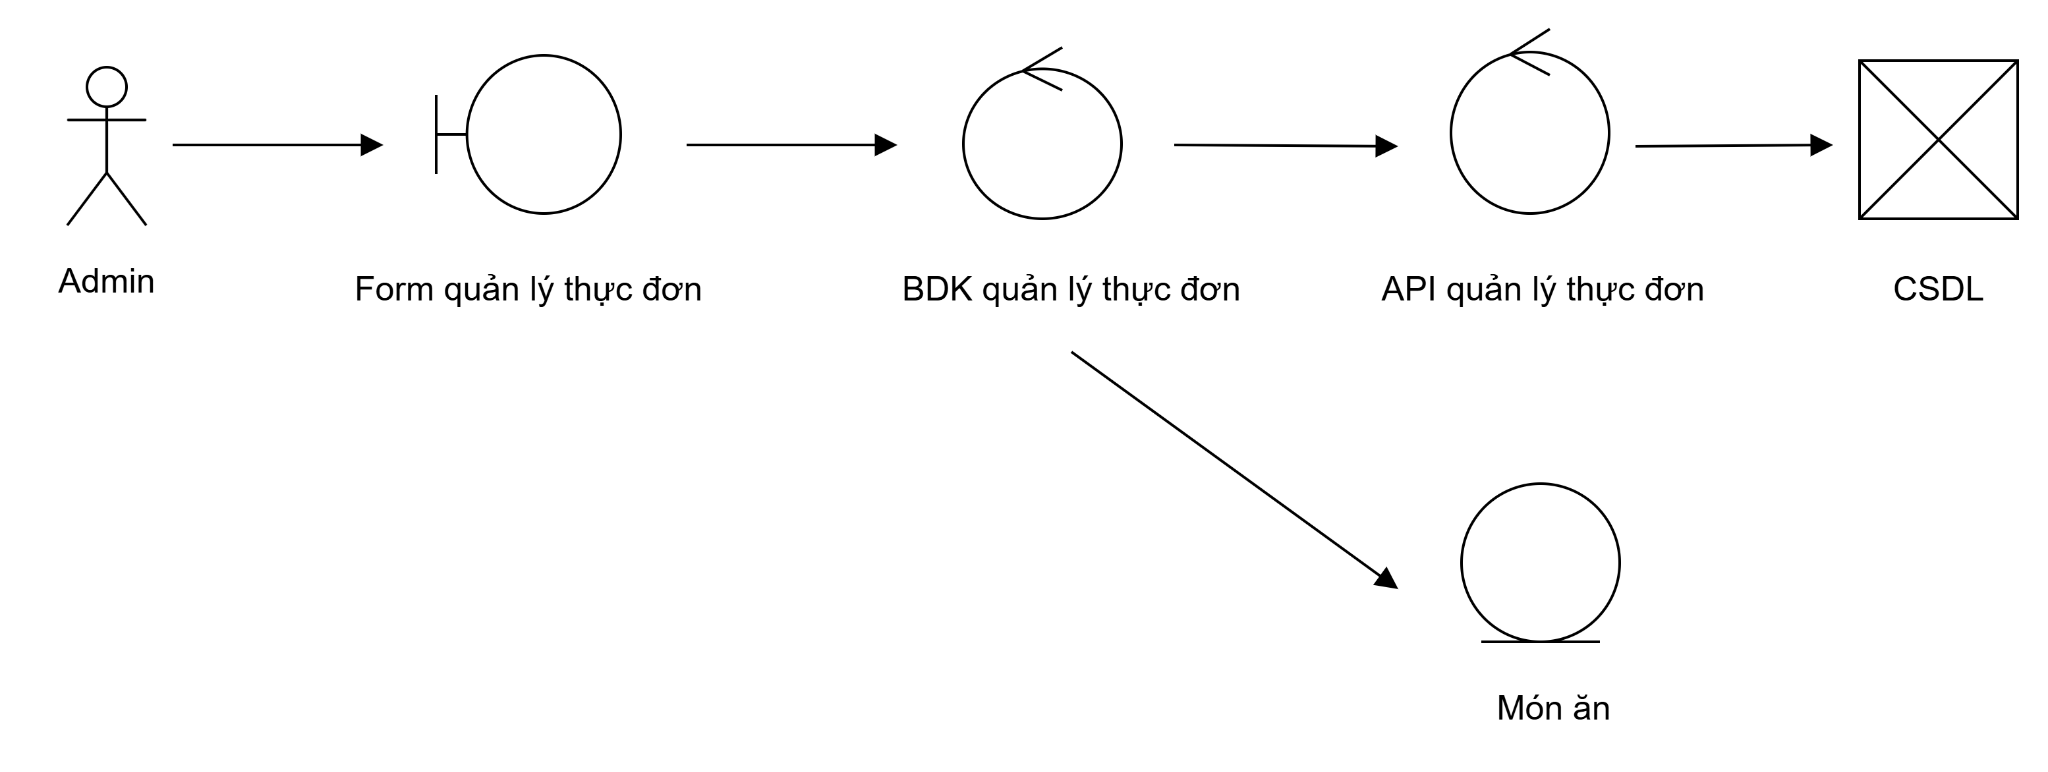 Admin
Form quản lý thực đơn
BDK quản lý thực đơn
API quản lý thực đơn
CSDL
Món ăn